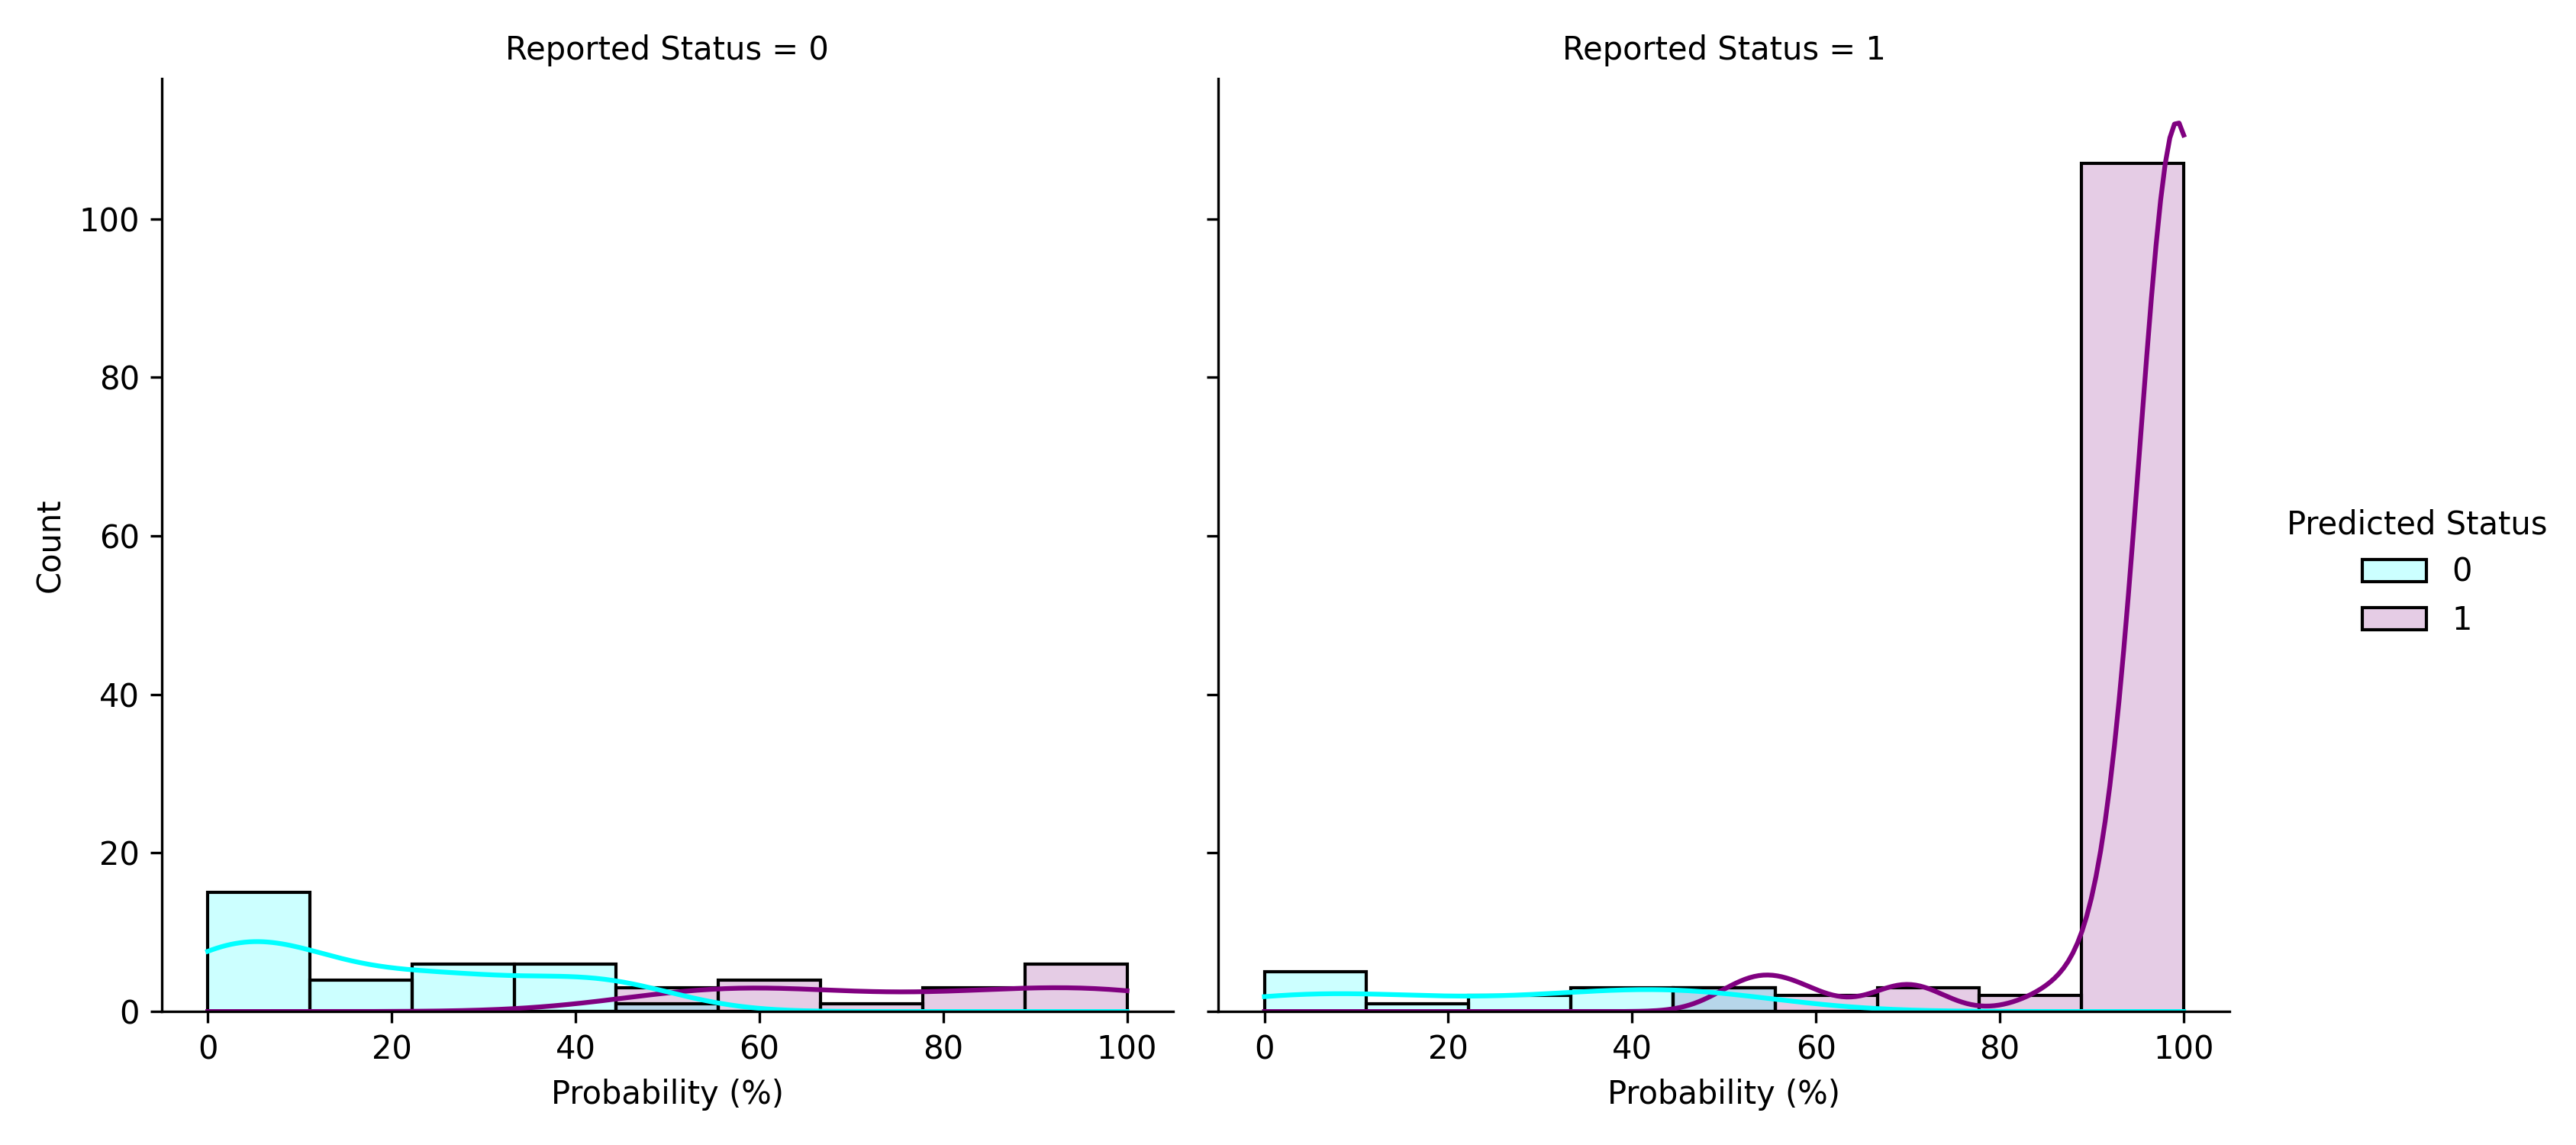 Reported Status = 0
Reported Status = 1
Count
100
80
60
40
20
0
0 20 40 60 80 100
0 20 40 60 80 100
Probability (%)
Probability (%)
Predicted Status
0
1